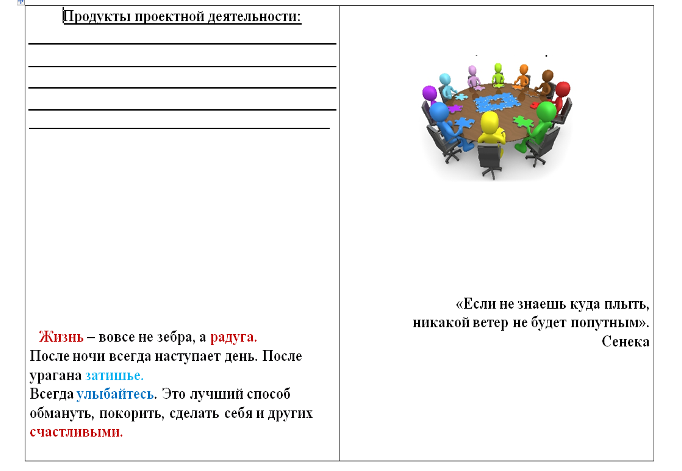 Продукты проектной деятельности:
Жизнь – вовсе не зебра, а радуга.
После ночи всегда наступает день. После
урагана затишье.
Всегда улыбайтесь. Это лучший способ
обмануть, покорить, сделать себя и других
счастливыми.
«Если не знаешь куда плыть,
никакой ветер не будет попутным».
Сенека